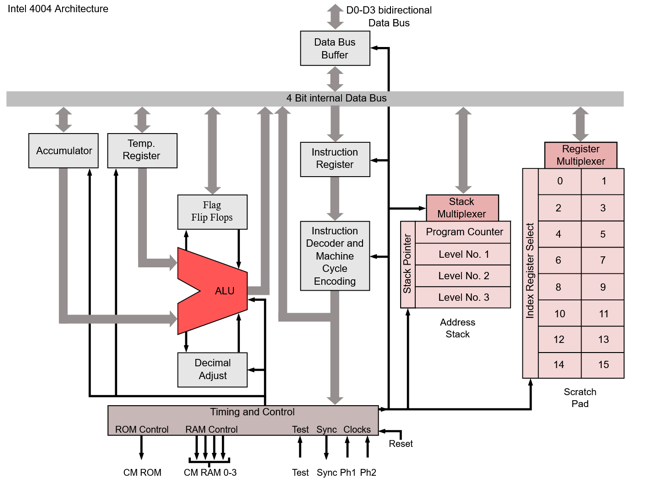 Intel 4004 Architecture
D0-D3 bidirectional
Data Bus
Data Bus
Buffer
4 Bit internal Data Bus
Accumulator
Temp.
Register
Instruction
Register
Register
Multiplexer
Flag
Flip Flops
Stack
Multiplexer
Instruction
Decoder and
Machine
Cycle
Encoding
Stack Pointer
Program Counter
Level No. 1
Level No. 2
Level No. 3
Address
Stack
Index Register Select
0 1
2 3
4 5
6 7
8 9
10 11
12 13
14 15
Scratch
Pad
ALU
Decimal
Adjust
Timing and Control
ROM Control RAM Control Test Sync Clocks
Reset
CM ROM CM RAM 0-3 Test Sync Ph1 Ph2